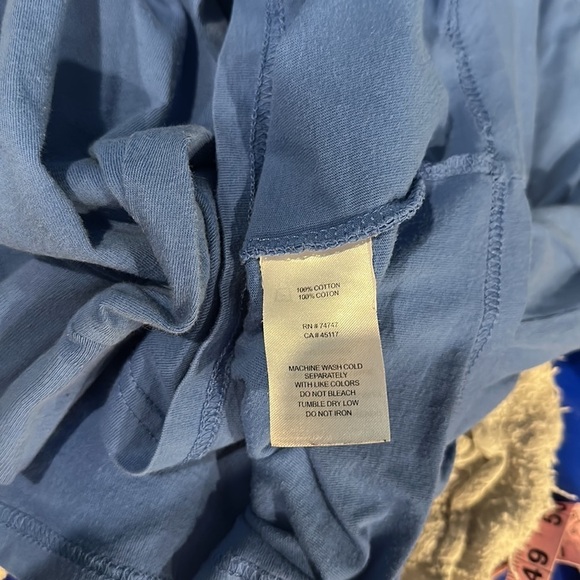 100% COTTON
100% COTON
RN # 74747
CA # 45117
MACHINE WASH COLD
SEPARATELY
WITH LIKE COLORS
DO NOT BLEACH
TUMBLE DRY LOW
DO NOT IRON
49